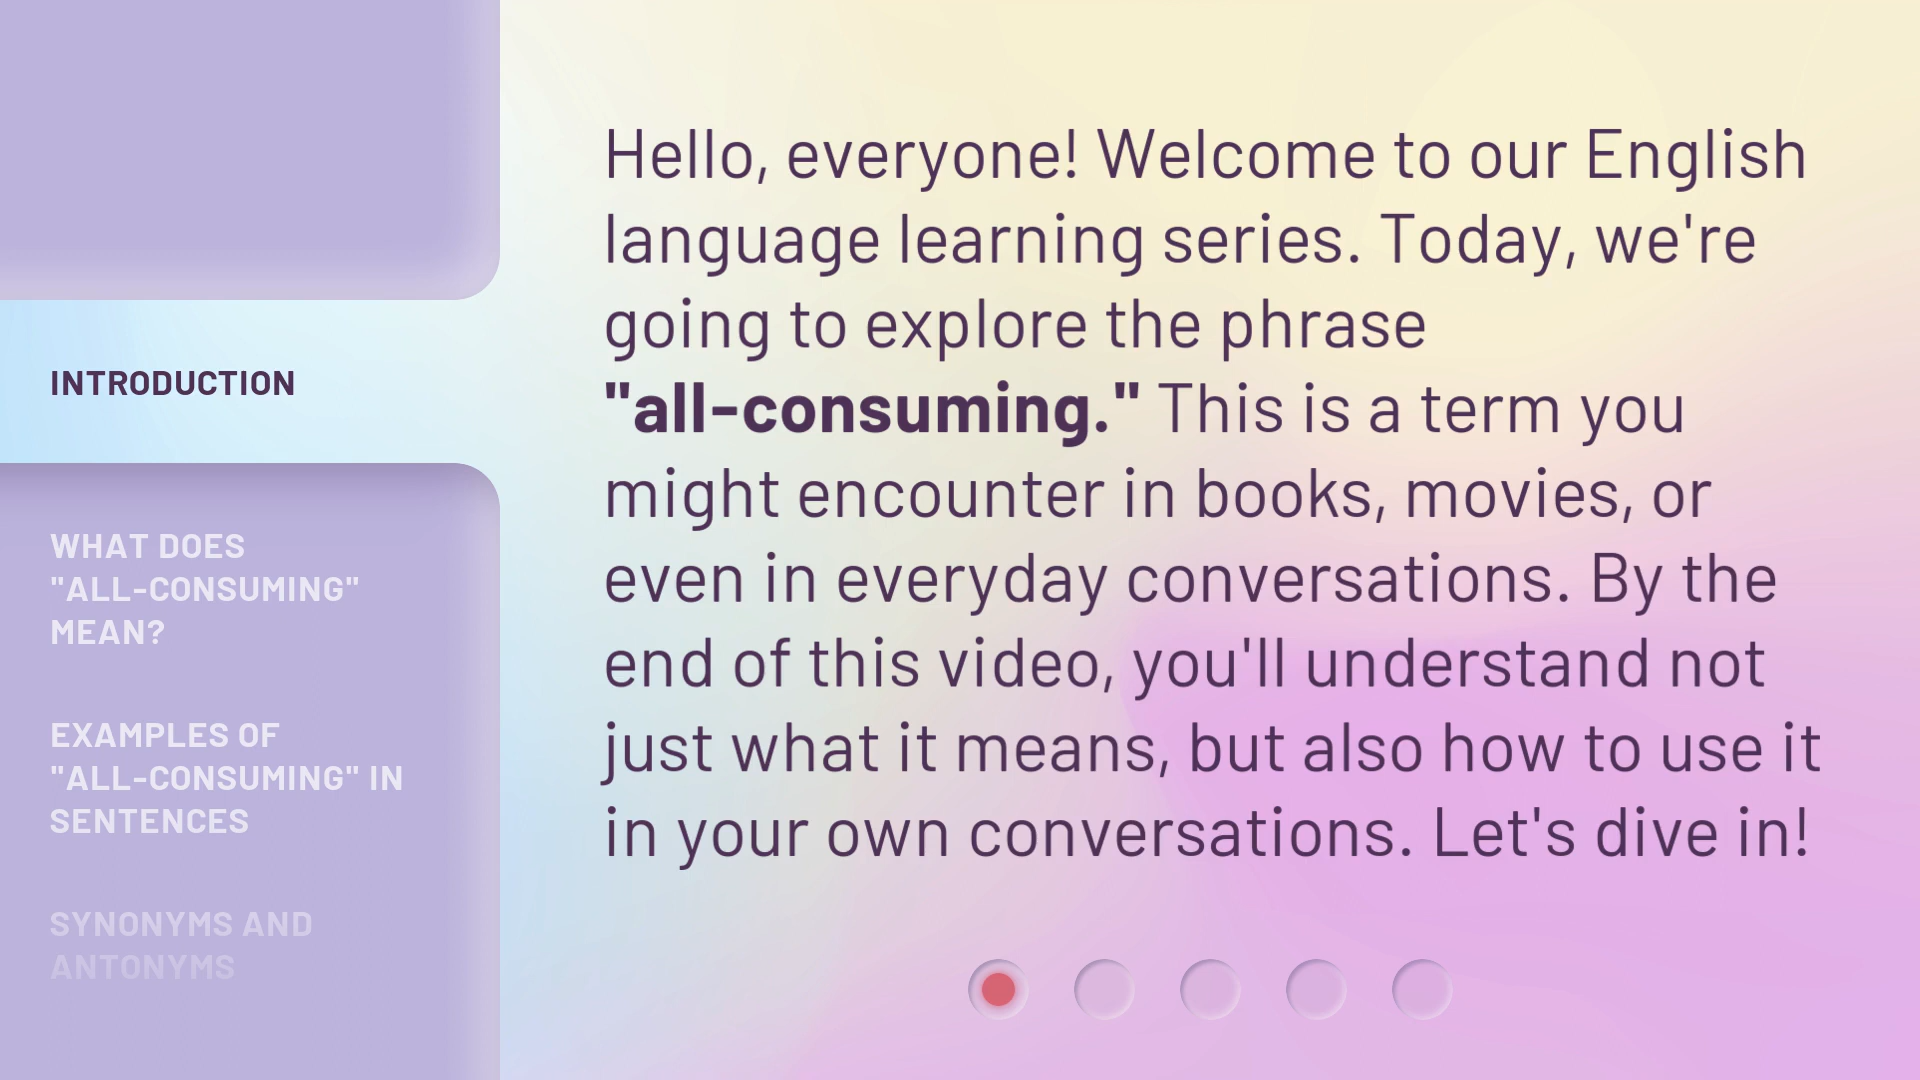 INTRODUCTION
WHAT DOES
"ALL-CONSUMING"
MEAN?
EXAMPLES OF
"ALL-CONSUMING" IN
SENTENCES
SYNONYMS AND
ANTONYMS
Hello, everyone! Welcome to our English
language learning series. Today, we're
going to explore the phrase
"all-consuming." This is a term you
might encounter in books, movies, or
even in everyday conversations. By the
end of this video, you'll understand not
just what it means, but also how to use it
in your own conversations. Let's dive in!